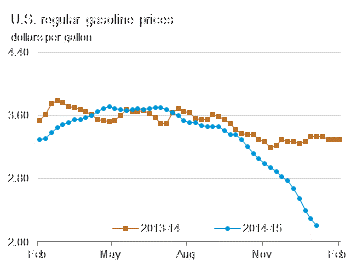 U.S. regular gasoline prices
dollars per gallon
4.40
3.60
2.80
2.00
Feb May Aug Nov Feb
2013-14 2014-15